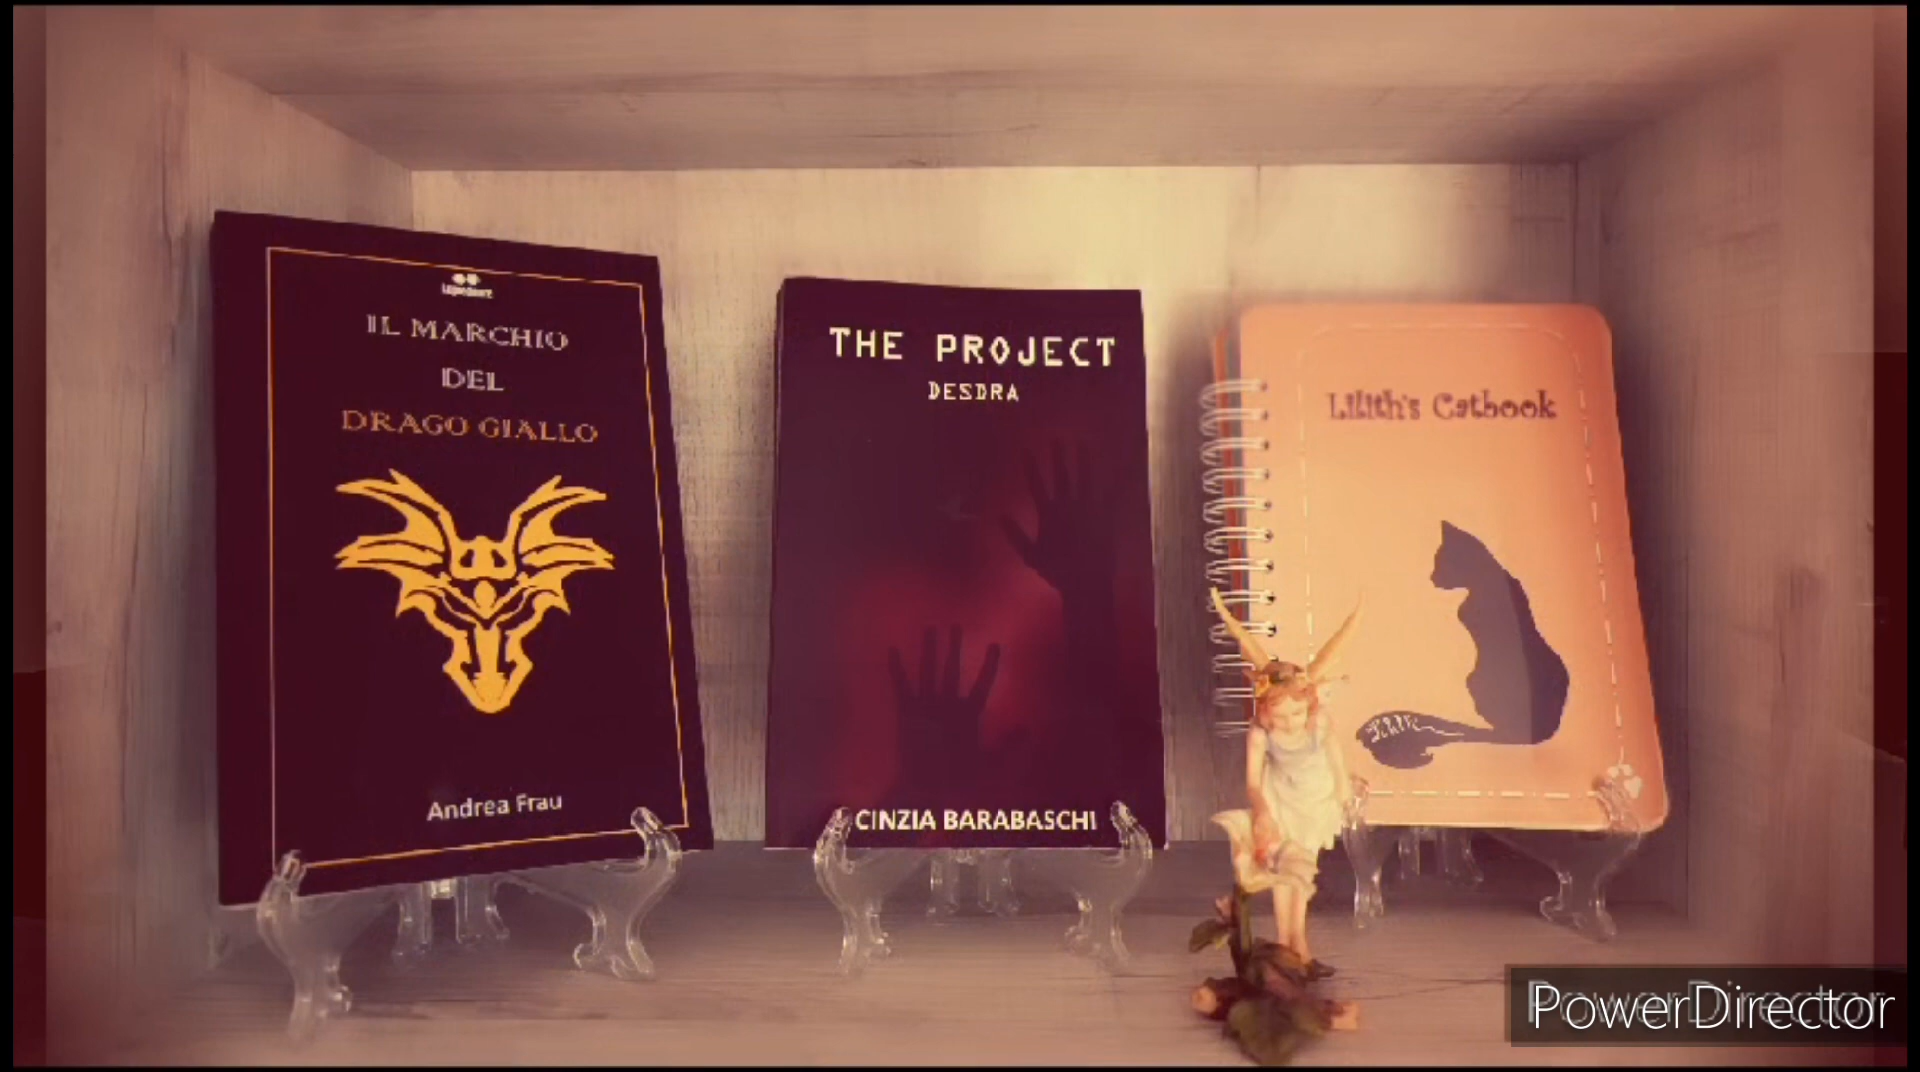 IL MARCHIO
DEL
DRAGO GIALLO
Andrea Frau
THE PROJECT
DESDRA
CINZIA BARABASCHI
Lilith's Catbook
PowerDirector